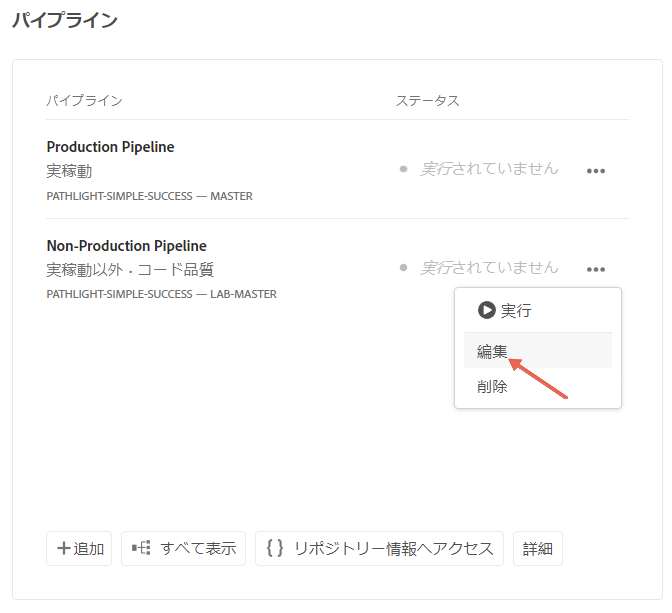 パイプライン
パイプライン ステータス
Production Pipeline
実稼動 実行されていません
PATHLIGHT-SIMPLE-SUCCESS — MASTER
Non-Production Pipeline
実稼動以外・コード品質 実行されていません
PATHLIGHT-SIMPLE-SUCCESS — LAB-MASTER
実行
編集
削除
追加 すべて表示 リポジトリー情報へアクセス 詳細